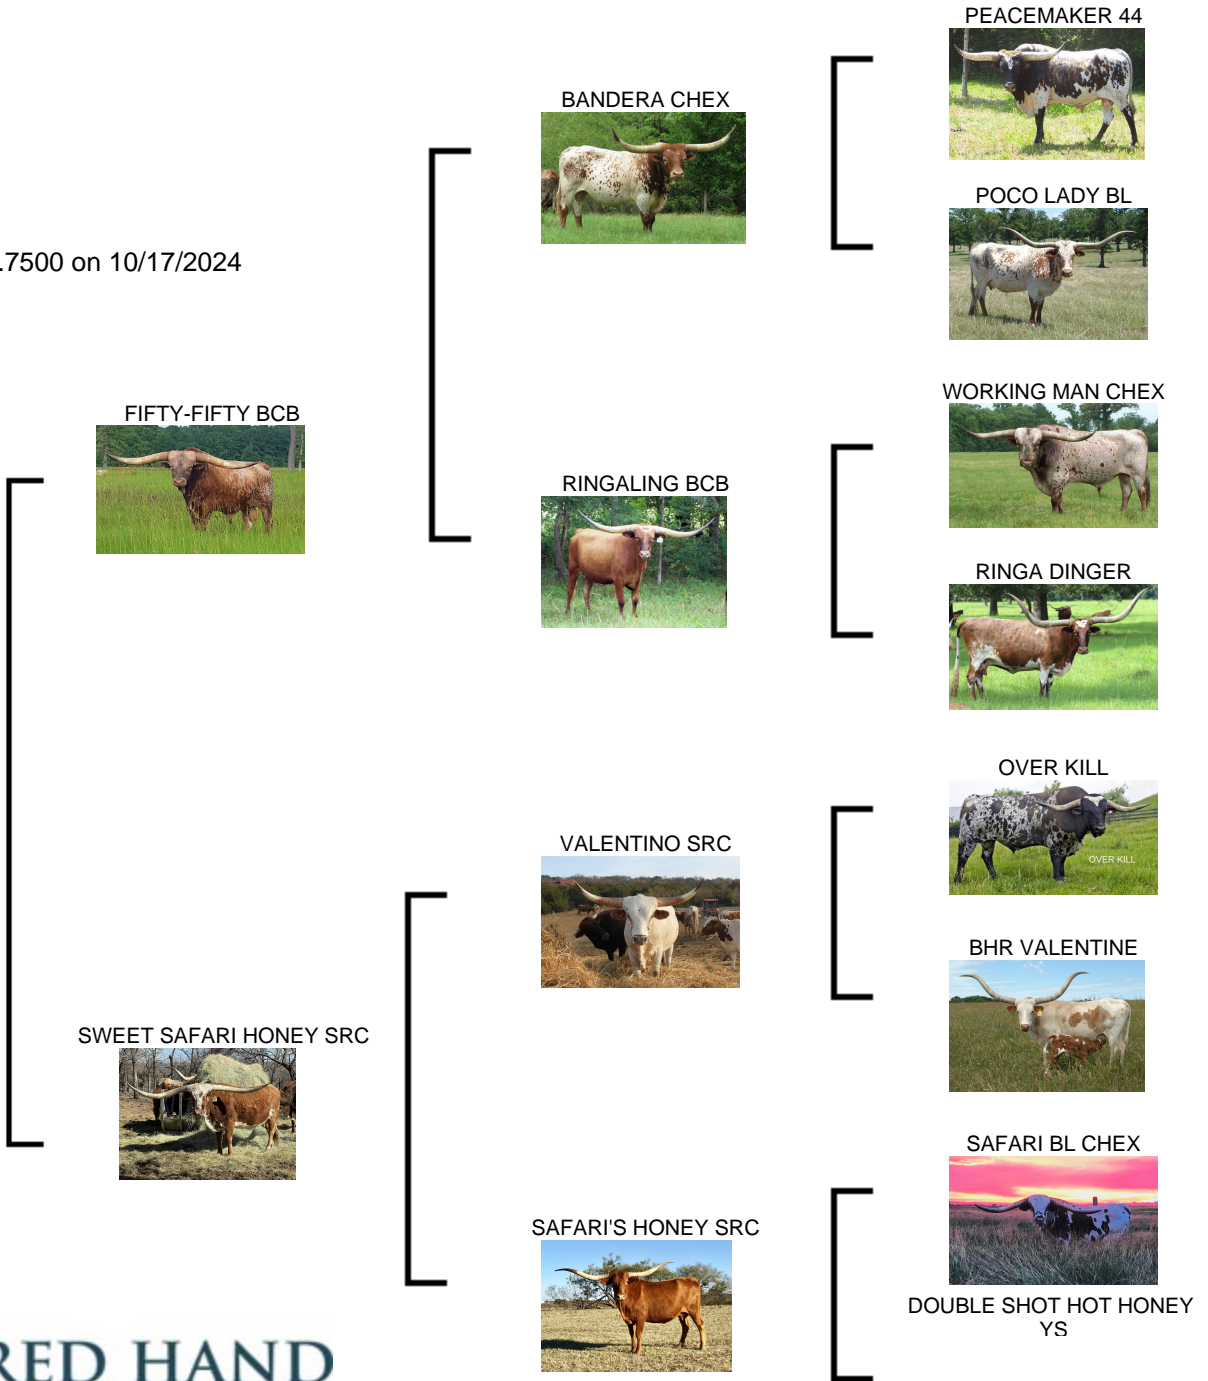 PEACEMAKER 44
BANDERA CHEX
POCO LADY BL
.7500 on 10/17/2024
FIFTY-FIFTY BCB
WORKING MAN CHEX
RINGALING BCB
RINGA DINGER
OVER KILL
OVER KILL
VALENTINO SRC
BHR VALENTINE
SWEET SAFARI HONEY SRC
SAFARI BL CHEX
SAFARI'S HONEY SRC
DOUBLE SHOT HOT HONEY
YS
RED HAND